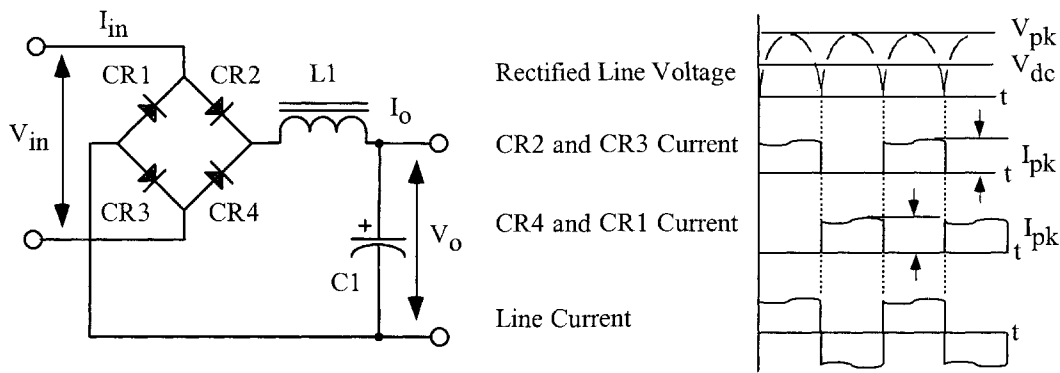 I_in
CR1 CR2
L1
I_o
V_in
CR3 CR4
+
C1
V_o
Rectified Line Voltage
V_pk
V_dc
t
CR2 and CR3 Current
t
I_pk
CR4 and CR1 Current
t
I_pk
Line Current
t